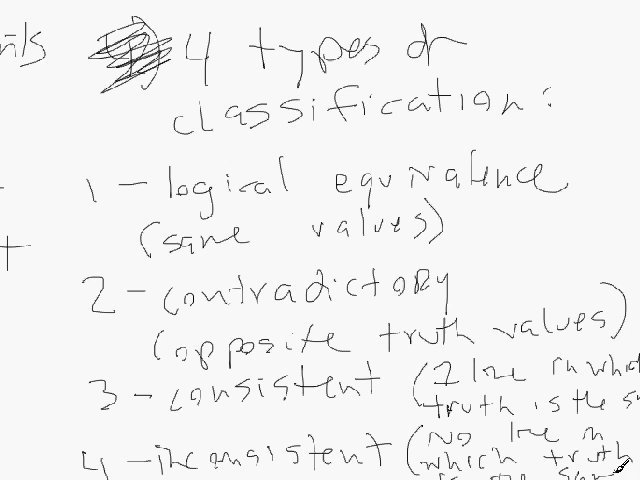 4 types of
classification:
1 - logical equivalence
(same values)
2 - contradictory
(opposite truth values)
3 - consistent (1 line in which
truth is the
4 - inconsistent (No line in
which truth
is the same